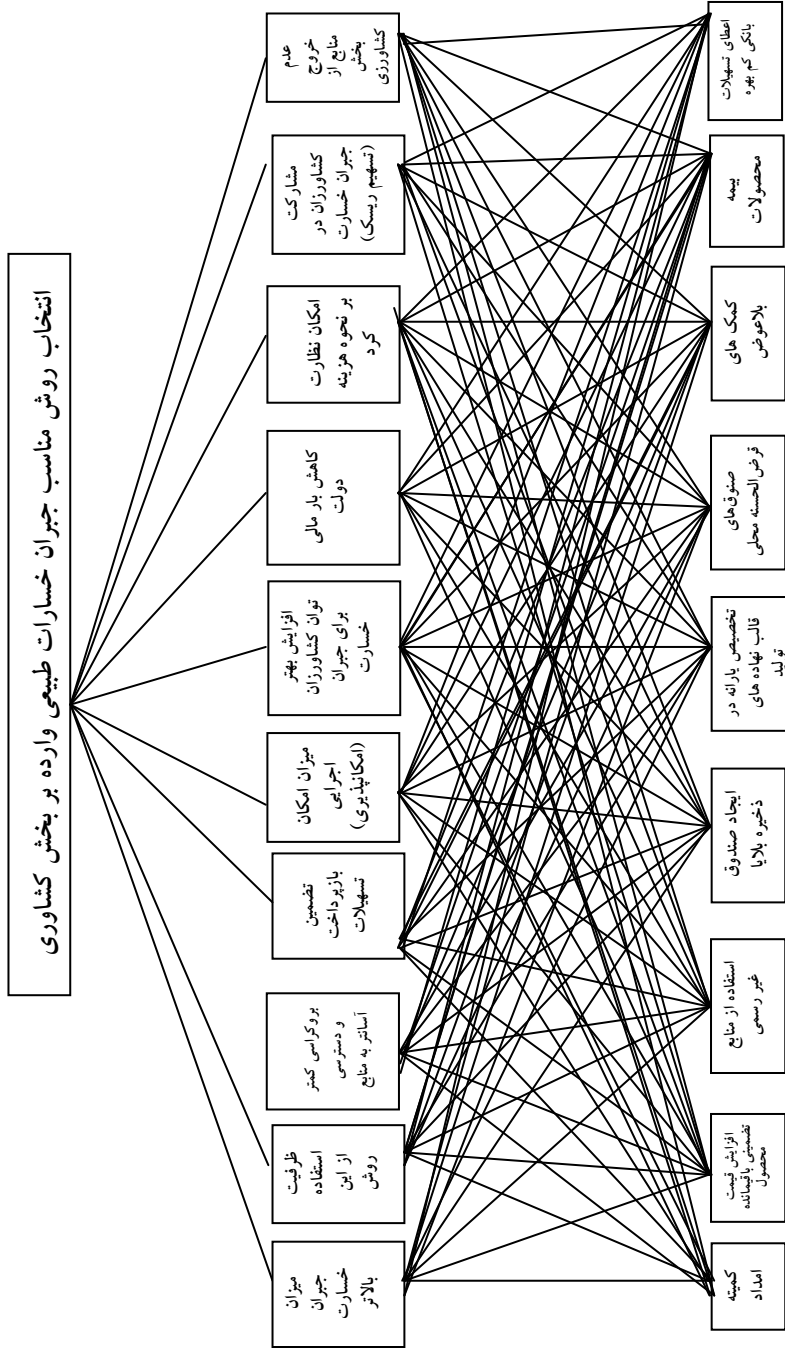 انتخاب روش مناسب جبران خسارات طبیعی وارده بر بخش کشاوری
عدم
خروج
منابع از
بخش
کشاورزی
مشارکت
کشاورزان در
جبران خسارت
(تسهیم ریسک)
امکان نظارت
بر نحوه هزینه
کرد
کاهش بار مالی
دولت
افزایش بهتر
توان کشاورزان
برای جبران
خسارت
میزان امکان
اجرایی
(امکانپذیری)
تضمین
بازپرداخت
تسهیلات
بروکراسی کمتر
و دسترسی
آسانتر به منابع
ظرفیت
استفاده
از این
روش
میزان
جبران
خسارت
بالاتر
اعطای تسهیلات
بانکی کم بهره
بیمه
محصولات
کمک های
بلاعوض
صنوق‌های
قرض‌الحسنه محلی
تخصیص یارانه در
قالب نهاده های
تولید
ایجاد صندوق
ذخیره بلایا
استفاده از منابع
غیر رسمی
افزایش قیمت
تضمینی باقیمانده
محصول
کمیته
امداد